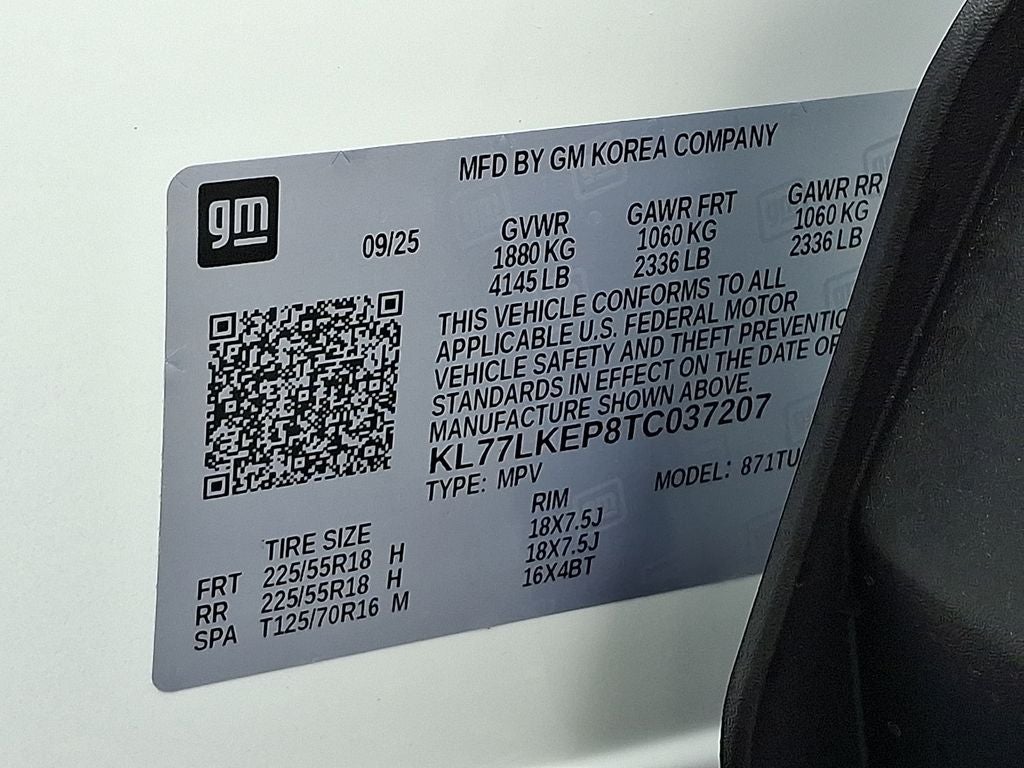 gm
MFD BY GM KOREA COMPANY
09/25
GVWR GAWR FRT GAWR RR
1880 KG 1060 KG 1060 KG
4145 LB 2336 LB 2336 LB
THIS VEHICLE CONFORMS TO ALL
APPLICABLE U.S. FEDERAL MOTOR
VEHICLE SAFETY AND THEFT PREVENTIO
STANDARDS IN EFFECT ON THE DATE OF
MANUFACTURE SHOWN ABOVE.
KL77LKEP8TC037207
TYPE: MPV MODEL: 871TU
TIRE SIZE RIM
FRT 225/55R18 H 18X7.5J
RR 225/55R18 H 18X7.5J
SPA T125/70R16 M 16X4BT